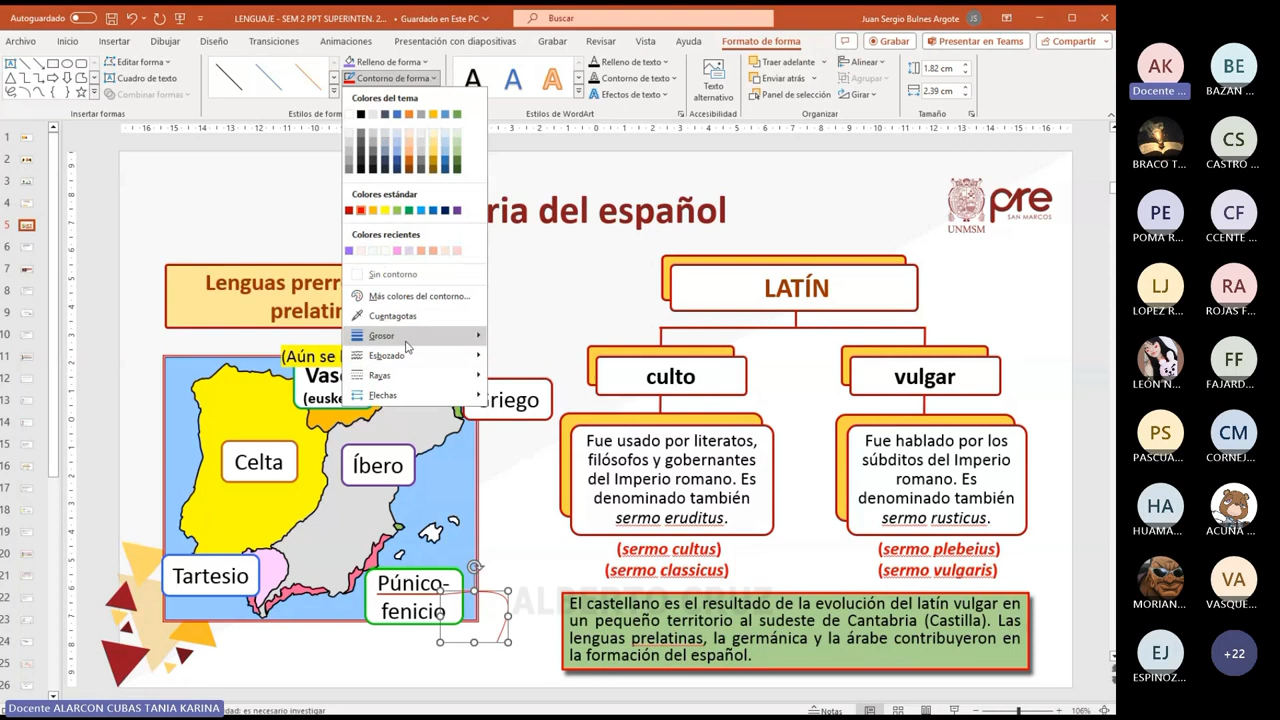 Autoguardado
LENGUAJE - SEM 2 PPT SUPERINTEN. 2... • Guardado en Este PC
Buscar
Juan Sergio Bulnes Argote
JS
Archivo
Inicio
Insertar
Dibujar
Diseño
Transiciones
Animaciones
Presentación con diapositivas
Grabar
Revisar
Vista
Ayuda
Formato de forma
Grabar
Presentar en Teams
Compartir
Editar forma
Cuadro de texto
Combinar formas
Insertar formas
Relleno de forma
Contorno de forma
Estilos de
A
A
A
Relleno de texto
Contorno de texto
Efectos de texto
Estilos de WordArt
Texto
alternativo
Accesibilidad
Traer adelante
Enviar atrás
Panel de selección
Alinear
Agrupar
Girar
Organizar
1.82 cm
2.39 cm
Tamaño
Colores del tema
Colores estándar
Colores recientes
Sin contorno
Más colores del contorno...
Cuentagotas
Grosor
Esbozado
Rayas
Flechas
ria del español
UNMSM
pre
SAN MARCOS
Lenguas prerr
prelatin
(Aún se
Vas
(euske
Griego
Celta
Íbero
Tartesio
Púnico-
fenicio
LATÍN
culto
vulgar
Fue usado por literatos,
filósofos y gobernantes
del Imperio romano. Es
denominado también
sermo eruditus.
(sermo cultus)
(sermo classicus)
Fue hablado por los
súbditos del Imperio
romano. Es
denominado también
sermo rusticus.
(sermo plebeius)
(sermo vulgaris)
ALBERTO CRUZ
El castellano es el resultado de la evolución del latín vulgar en
un pequeño territorio al sudeste de Cantabria (Castilla). Las
lenguas prelatinas, la germánica y la árabe contribuyeron en
la formación del español.
Docente ALARCON CUBAS TANIA KARINA
idad: es necesario investigar
Notas
106%
AK
Docente ...
BE
BAZAN ...
BRACO T...
CS
CASTRO ...
PE
POMA R...
CF
CCENTE ...
LJ
LOPEZ R...
RA
ROJAS F...
LEÓN N...
FF
FAJARD...
PS
PASCUA...
CM
CORNEJ...
HA
HUAMA...
ACUÑA ...
MORIAN...
VA
VASQUE...
EJ
ESPINOZ...
+22